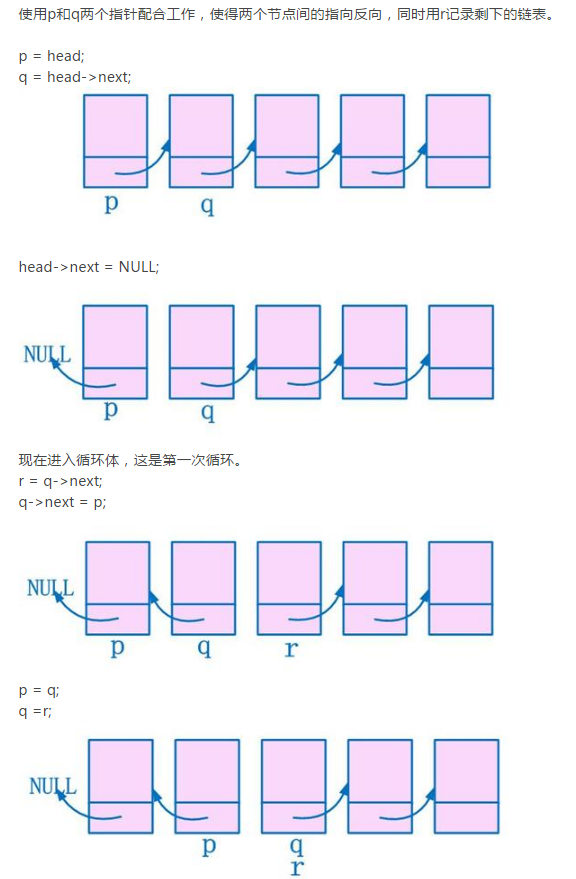 使用p和q两个指针配合工作，使得两个节点间的指向反向，同时用r记录剩下的链表。
p = head;
q = head->next;
p q
head->next = NULL;
NULL
p q
现在进入循环体，这是第一次循环。
r = q->next;
q->next = p;
NULL
p q r
p = q;
q =r;
NULL
p q
r